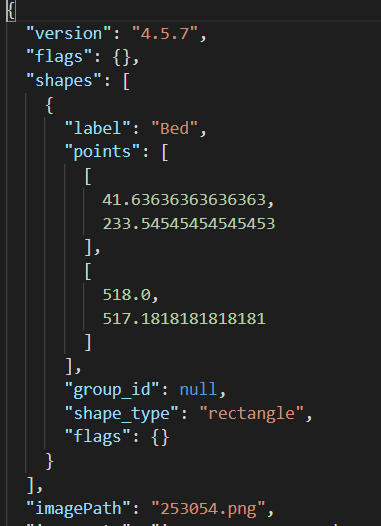 {
"version": "4.5.7",
"flags": {},
"shapes": [
{
"label": "Bed",
"points": [
[
41.63636363636363,
233.54545454545453
],
[
518.0,
517.1818181818181
]
],
"group_id": null,
"shape_type": "rectangle",
"flags": {}
}
],
"imagePath": "253054.png",